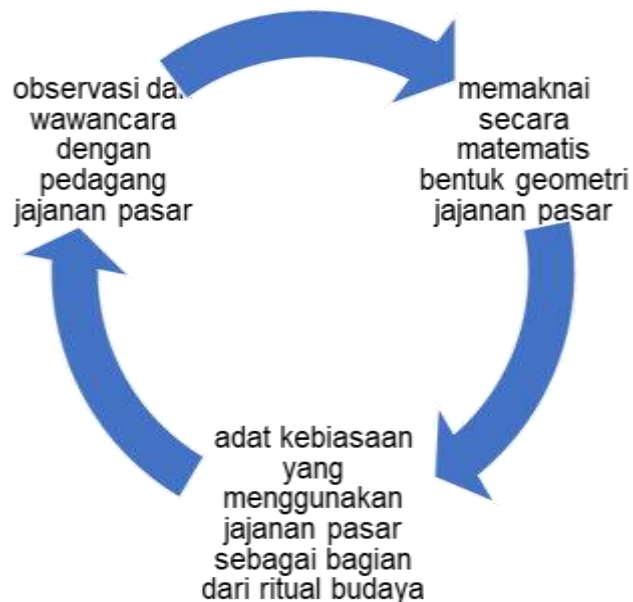 observasi da
wawancara
dengan
pedagang
jajanan pasar
memaknai
secara
matematis
bentuk geometri
jajanan pasar
adat kebiasaan
yang
menggunakan
jajanan pasar
sebagai bagian
dari ritual budaya